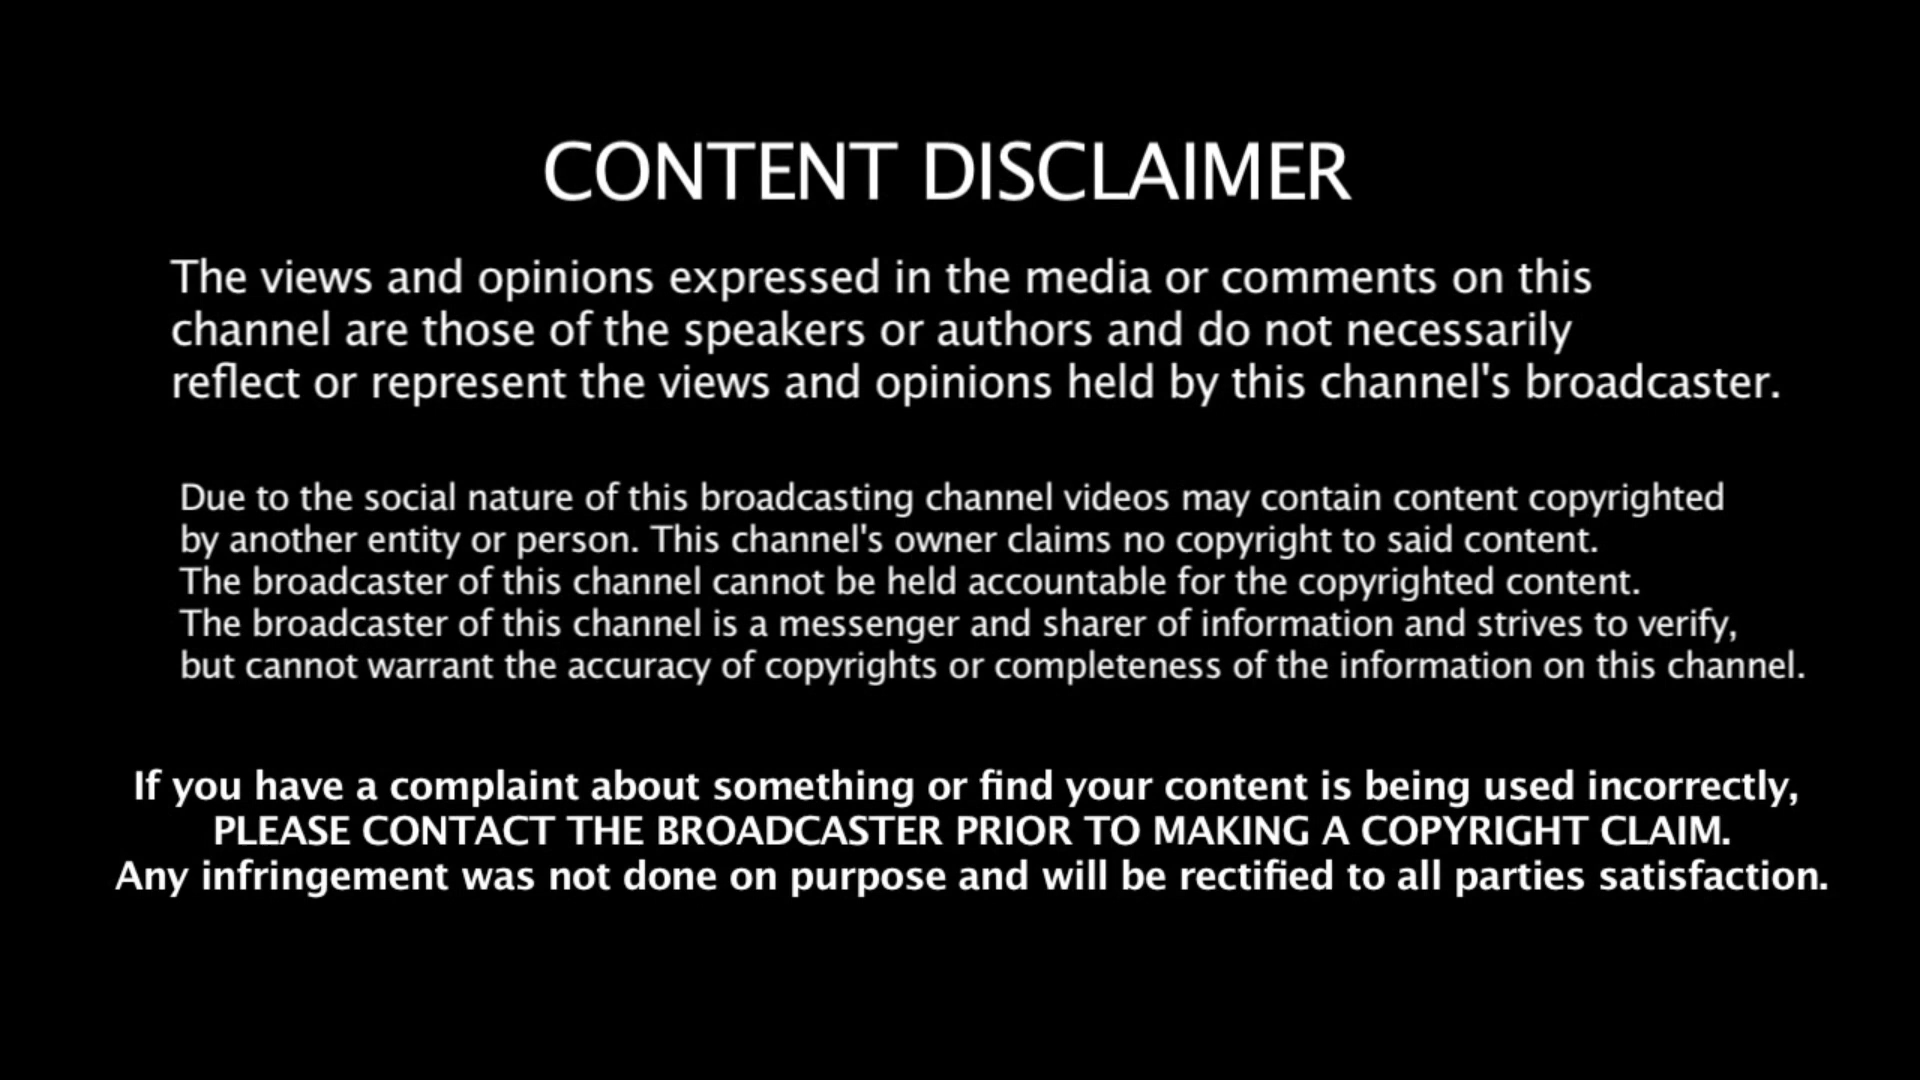 CONTENT DISCLAIMER
The views and opinions expressed in the media or comments on this
channel are those of the speakers or authors and do not necessarily
reflect or represent the views and opinions held by this channel's broadcaster.
Due to the social nature of this broadcasting channel videos may contain content copyrighted
by another entity or person. This channel's owner claims no copyright to said content.
The broadcaster of this channel cannot be held accountable for the copyrighted content.
The broadcaster of this channel is a messenger and sharer of information and strives to verify,
but cannot warrant the accuracy of copyrights or completeness of the information on this channel.
If you have a complaint about something or find your content is being used incorrectly,
PLEASE CONTACT THE BROADCASTER PRIOR TO MAKING A COPYRIGHT CLAIM.
Any infringement was not done on purpose and will be rectified to all parties satisfaction.